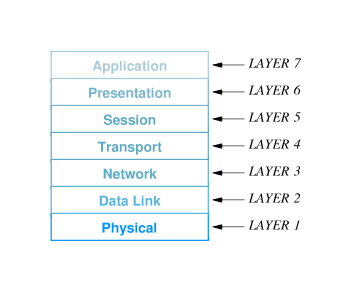 Application LAYER 7
Presentation LAYER 6
Session LAYER 5
Transport LAYER 4
Network LAYER 3
Data Link LAYER 2
Physical LAYER 1